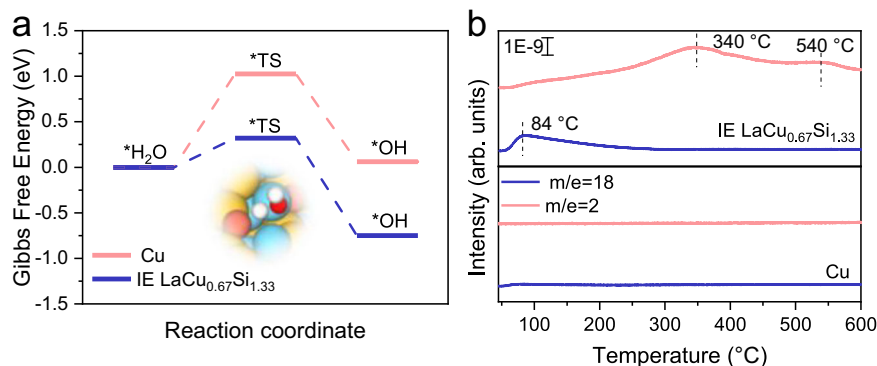 a
Gibbs Free Energy (eV)
1.5
1.0
0.5
0.0
-0.5
-1.0
-1.5
*H₂O
*TS
*TS
*OH
*OH
Cu
IE LaCu₀.₆₇Si₁.₃₃
Reaction coordinate
b
Intensity (arb. units)
1E-9
340 °C
540 °C
84 °C
IE LaCu₀.₆₇Si₁.₃₃
m/e=18
m/e=2
Cu
100 200 300 400 500 600
Temperature (°C)